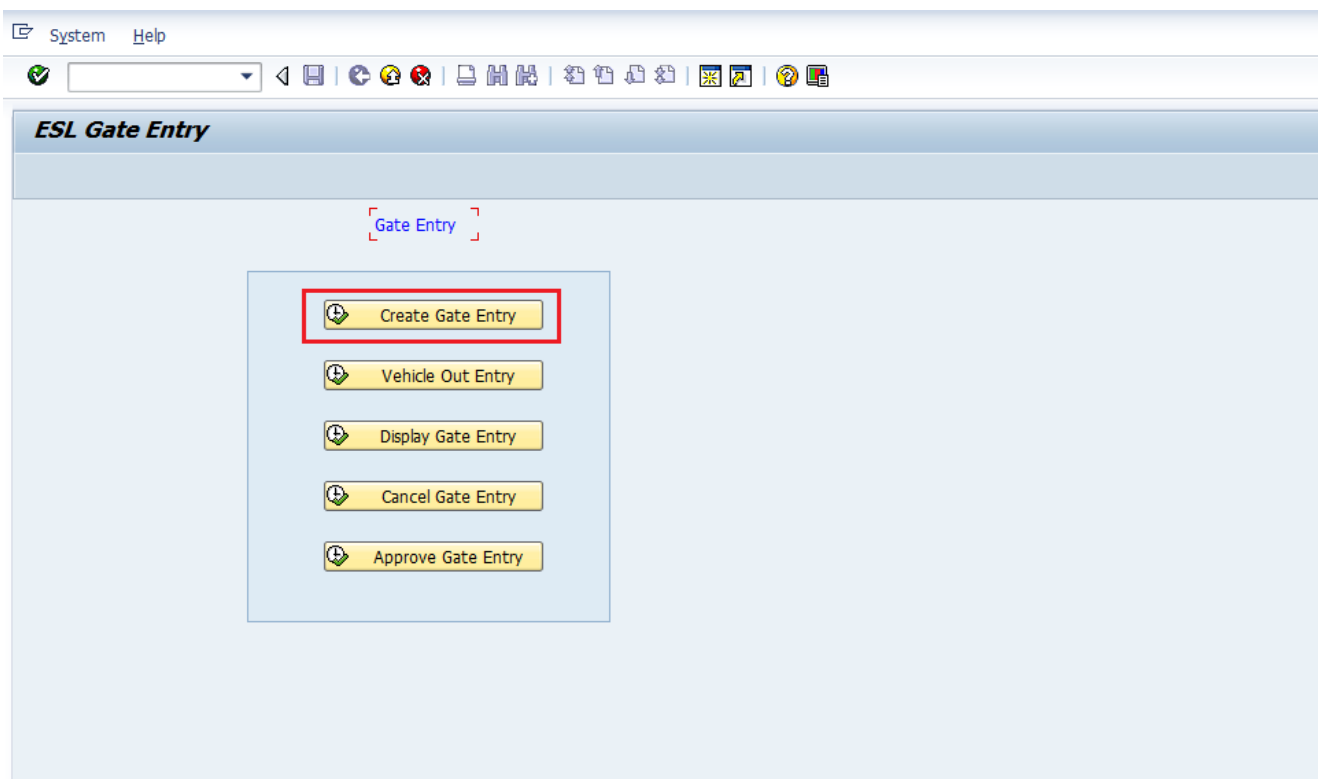 System Help
ESL Gate Entry
Gate Entry
Create Gate Entry
Vehicle Out Entry
Display Gate Entry
Cancel Gate Entry
Approve Gate Entry